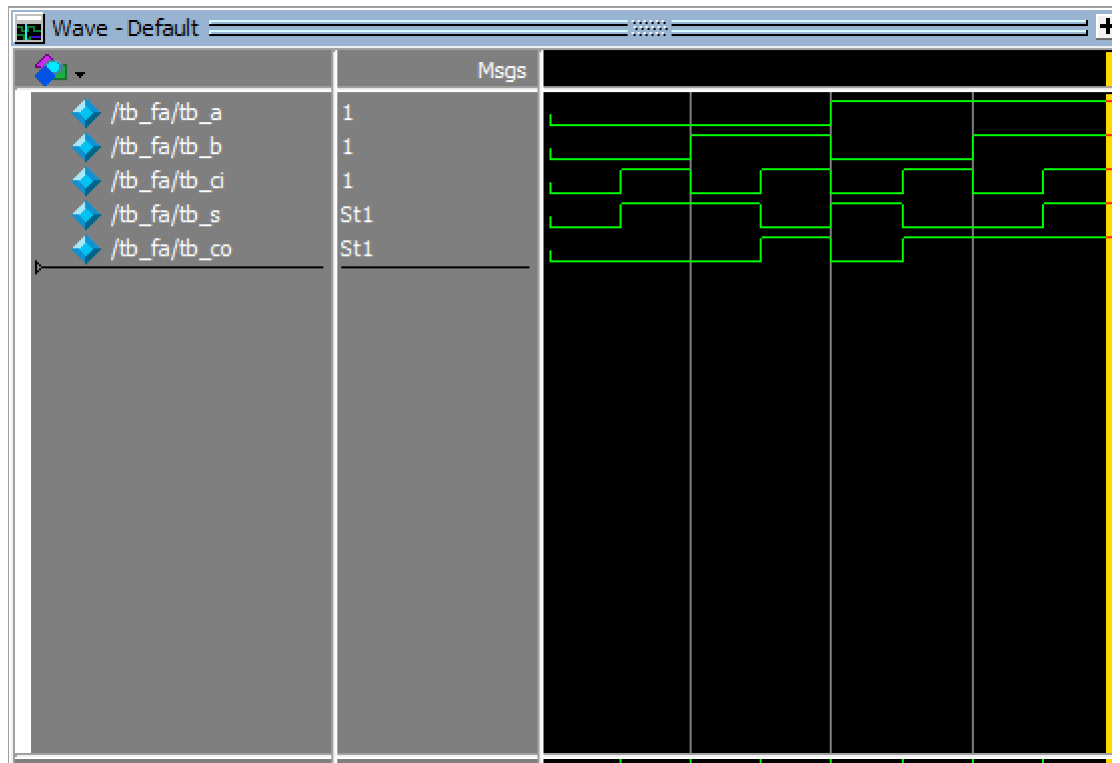 Wave - Default
Msgs
/tb_fa/tb_a 1
/tb_fa/tb_b 1
/tb_fa/tb_ci 1
/tb_fa/tb_s St1
/tb_fa/tb_co St1